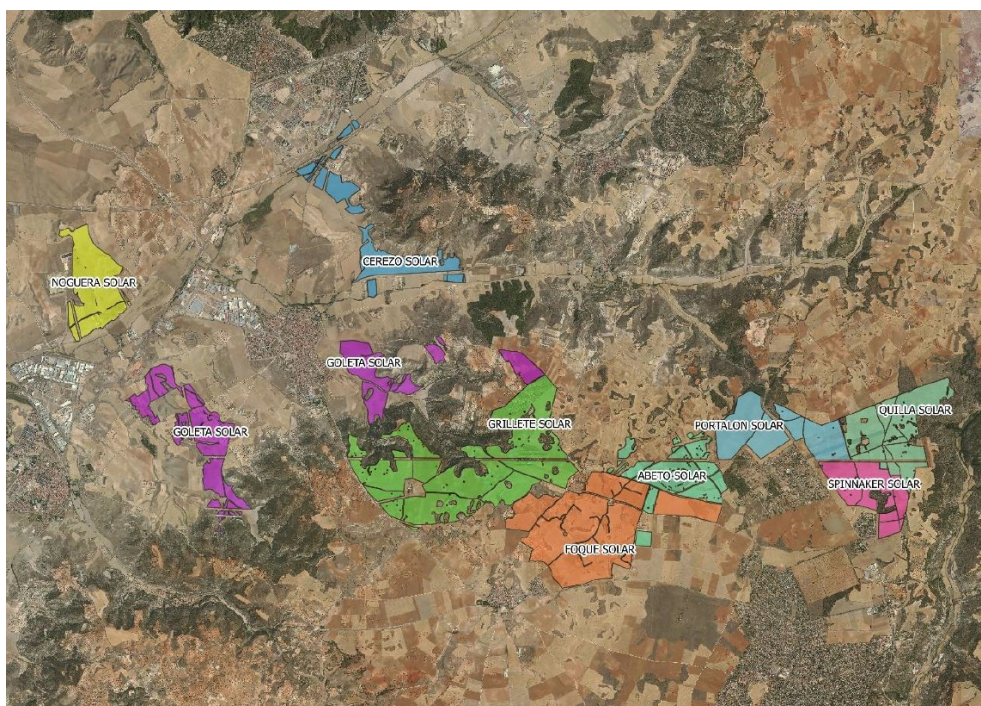 CEREZO SOLAR
NOGUERA SOLAR
GOLETA SOLAR
QUILLA SOLAR
GRILLETE SOLAR
PORTALON SOLAR
GOLETA SOLAR
ABETO SOLAR
SPINNAKER SOLAR
FOQUE SOLAR